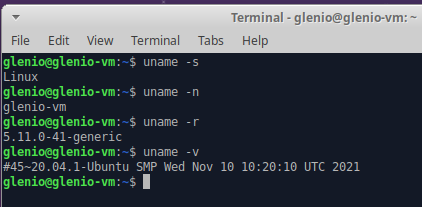 Terminal - glenio@glenio-vm: ~
File Edit View Terminal Tabs Help
glenio@glenio-vm:~$ uname -s
Linux
glenio@glenio-vm:~$ uname -n
glenio-vm
glenio@glenio-vm:~$ uname -r
5.11.0-41-generic
glenio@glenio-vm:~$ uname -v
#45~20.04.1-Ubuntu SMP Wed Nov 10 10:20:10 UTC 2021
glenio@glenio-vm:~$